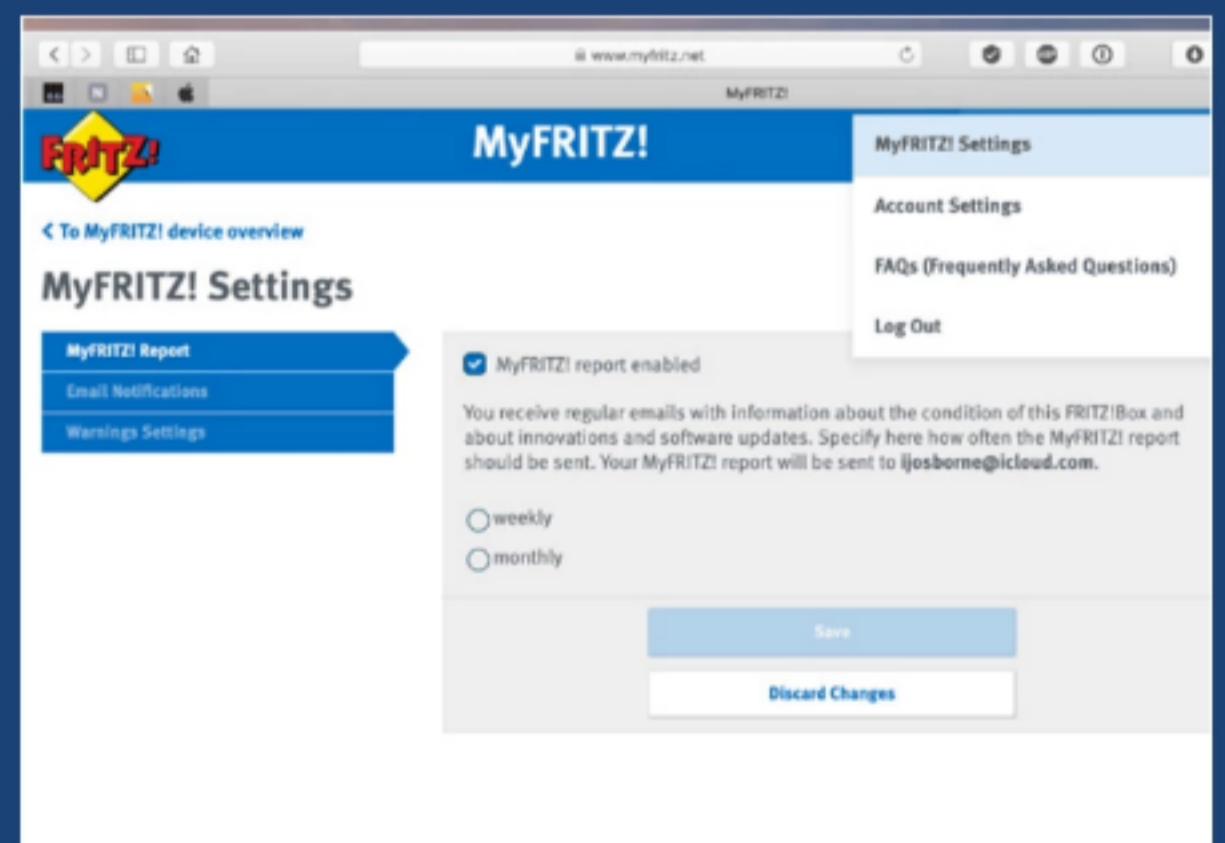 www.myfritz.net
MyFRITZ!
FRITZ!
MyFRITZ!
MyFRITZ! Settings
Account Settings
FAQs (Frequently Asked Questions)
Log Out
< To MyFRITZ! device overview
MyFRITZ! Settings
MyFRITZ! Report
Email Notifications
Warnings Settings
MyFRITZ! report enabled
You receive regular emails with information about the condition of this FRITZ!Box and
about innovations and software updates. Specify here how often the MyFRITZ! report
should be sent. Your MyFRITZ! report will be sent to ljosborne@icloud.com.
weekly
monthly
Save
Discard Changes